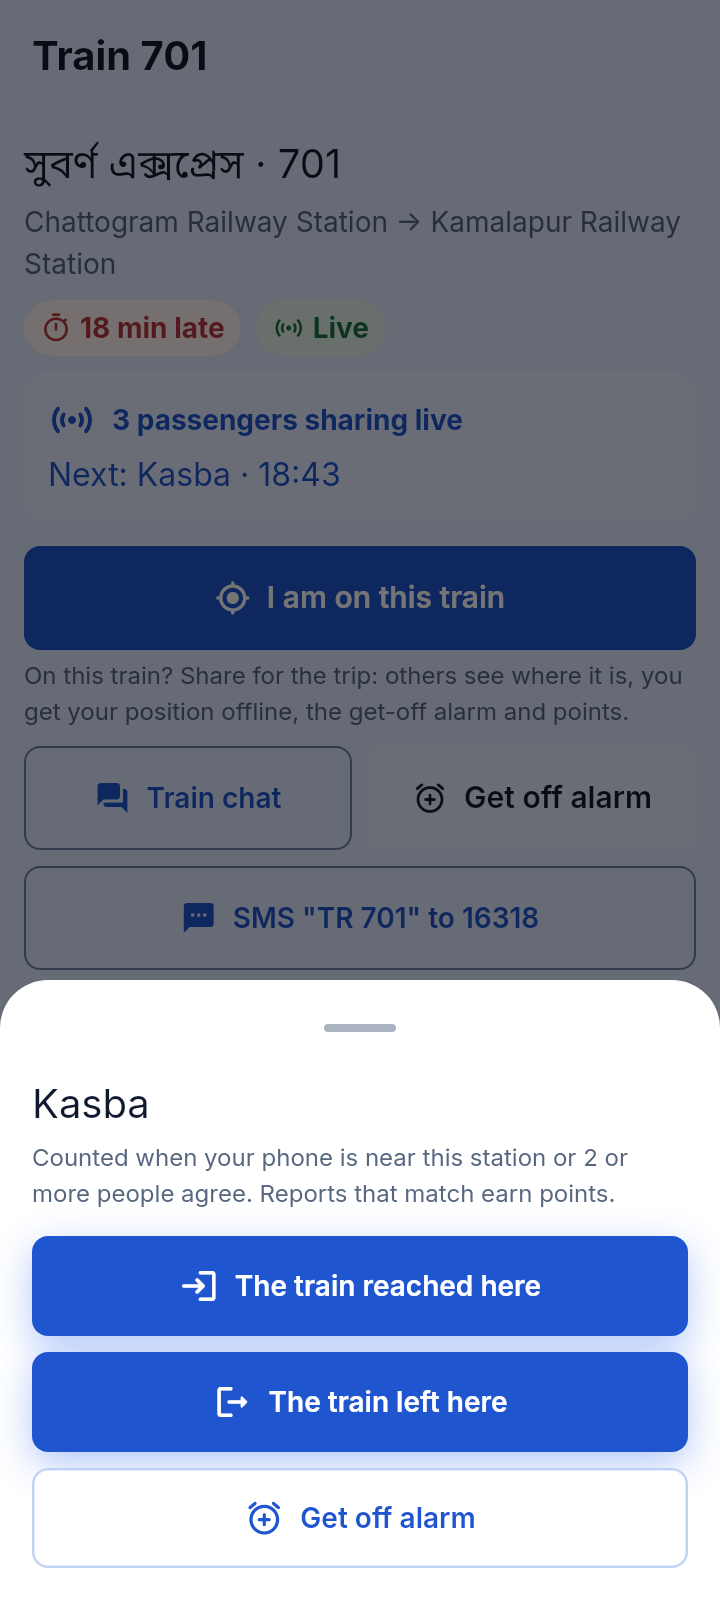 Train 701
সুবর্ণ এক্সপ্রেস · 701
Chattogram Railway Station → Kamalapur Railway
Station
18 min late
Live
3 passengers sharing live
Next: Kasba · 18:43
I am on this train
On this train? Share for the trip: others see where it is, you
get your position offline, the get-off alarm and points.
Train chat
Get off alarm
SMS "TR 701" to 16318
Kasba
Counted when your phone is near this station or 2 or
more people agree. Reports that match earn points.
The train reached here
The train left here
Get off alarm